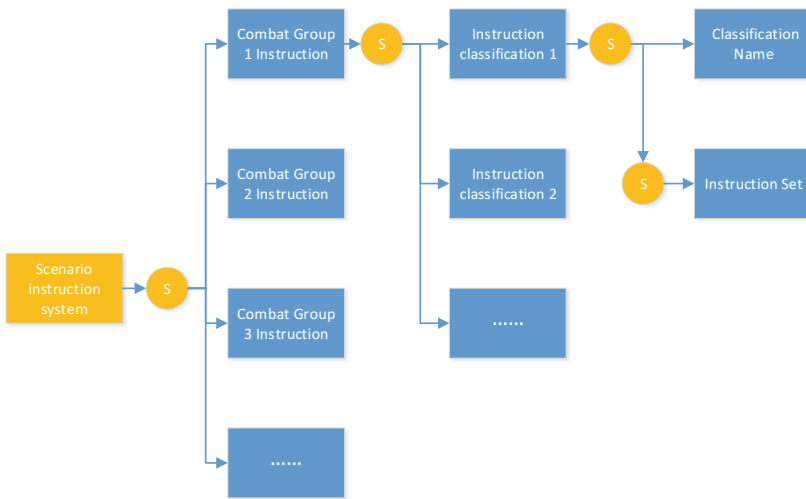 Combat Group
1 Instruction
S
Instruction
classification 1
S
Classification
Name
Combat Group
2 Instruction
Instruction
classification 2
S
Instruction Set
Scenario
instruction
system
S
Combat Group
3 Instruction
......
......